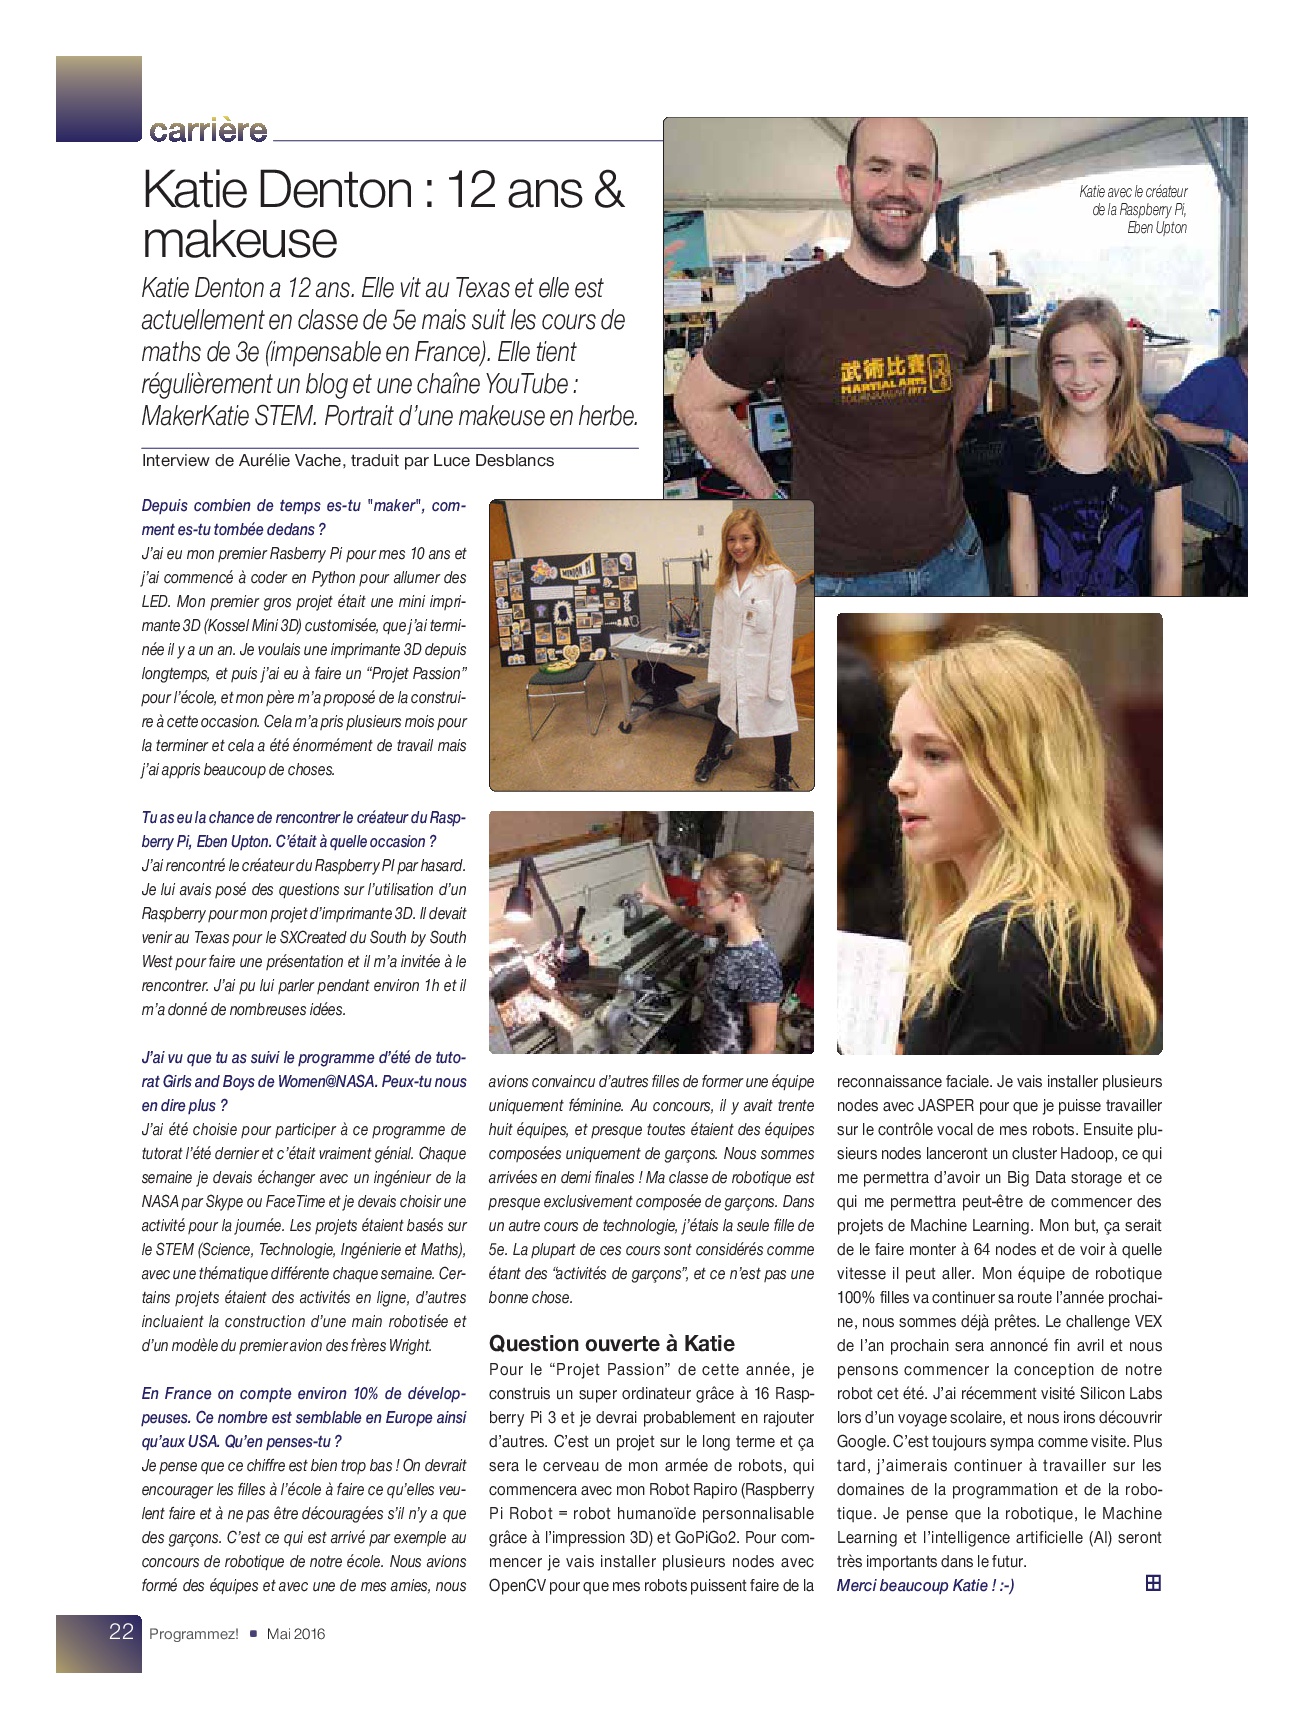 carrière
Katie Denton : 12 ans &
makeuse
Katie Denton a 12 ans. Elle vit au Texas et elle est
actuellement en classe de 5e mais suit les cours de
maths de 3e (impensable en France). Elle tient
régulièrement un blog et une chaîne YouTube :
MakerKatie STEM. Portrait d’une makeuse en herbe.
Interview de Aurélie Vache, traduit par Luce Desblancs
Katie avec le créateur
de la Raspberry Pi,
Eben Upton
武術比賽
MARTIAL ARTS
TOURNAMENT 1971
Depuis combien de temps es-tu "maker", com-
ment es-tu tombée dedans ?
J’ai eu mon premier Rasberry Pi pour mes 10 ans et
j’ai commencé à coder en Python pour allumer des
LED. Mon premier gros projet était une mini impri-
mante 3D (Kossel Mini 3D) customisée, que j’ai termi-
née il y a un an. Je voulais une imprimante 3D depuis
longtemps, et puis j’ai eu à faire un “Projet Passion”
pour l’école, et mon père m’a proposé de la construi-
re à cette occasion. Cela m’a pris plusieurs mois pour
la terminer et cela a été énormément de travail mais
j’ai appris beaucoup de choses.
Tu as eu la chance de rencontrer le créateur du Rasp-
berry Pi, Eben Upton. C’était à quelle occasion ?
J’ai rencontré le créateur du Raspberry PI par hasard.
Je lui avais posé des questions sur l’utilisation d’un
Raspberry pour mon projet d’imprimante 3D. Il devait
venir au Texas pour le SXCreated du South by South
West pour faire une présentation et il m’a invitée à le
rencontrer. J’ai pu lui parler pendant environ 1h et il
m’a donné de nombreuses idées.
J’ai vu que tu as suivi le programme d’été de tuto-
rat Girls and Boys de Women@NASA. Peux-tu nous
en dire plus ?
J’ai été choisie pour participer à ce programme de
tutorat l’été dernier et c’était vraiment génial. Chaque
semaine je devais échanger avec un ingénieur de la
NASA par Skype ou FaceTime et je devais choisir une
activité pour la journée. Les projets étaient basés sur
le STEM (Science, Technologie, Ingénierie et Maths),
avec une thématique différente chaque semaine. Cer-
tains projets étaient des activités en ligne, d’autres
incluaient la construction d’une main robotisée et
d’un modèle du premier avion des frères Wright.
En France on compte environ 10% de dévelop-
peuses. Ce nombre est semblable en Europe ainsi
qu’aux USA. Qu’en penses-tu ?
Je pense que ce chiffre est bien trop bas ! On devrait
encourager les filles à l’école à faire ce qu’elles veu-
lent faire et à ne pas être découragées s’il n’y a que
des garçons. C’est ce qui est arrivé par exemple au
concours de robotique de notre école. Nous avions
formé des équipes et avec une de mes amies, nous
avions convaincu d’autres filles de former une équipe
uniquement féminine. Au concours, il y avait trente
huit équipes, et presque toutes étaient des équipes
composées uniquement de garçons. Nous sommes
arrivées en demi finales ! Ma classe de robotique est
presque exclusivement composée de garçons. Dans
un autre cours de technologie, j’étais la seule fille de
5e. La plupart de ces cours sont considérés comme
étant des “activités de garçons”, et ce n’est pas une
bonne chose.
Question ouverte à Katie
Pour le “Projet Passion” de cette année, je
construis un super ordinateur grâce à 16 Rasp-
berry Pi 3 et je devrai probablement en rajouter
d’autres. C’est un projet sur le long terme et ça
sera le cerveau de mon armée de robots, qui
commencera avec mon Robot Rapiro (Raspberry
Pi Robot = robot humanoïde personnalisable
grâce à l’impression 3D) et GoPiGo2. Pour com-
mencer je vais installer plusieurs nodes avec
OpenCV pour que mes robots puissent faire de la
reconnaissance faciale. Je vais installer plusieurs
nodes avec JASPER pour que je puisse travailler
sur le contrôle vocal de mes robots. Ensuite plu-
sieurs nodes lanceront un cluster Hadoop, ce qui
me permettra d’avoir un Big Data storage et ce
qui me permettra peut-être de commencer des
projets de Machine Learning. Mon but, ça serait
de le faire monter à 64 nodes et de voir à quelle
vitesse il peut aller. Mon équipe de robotique
100% filles va continuer sa route l’année prochai-
ne, nous sommes déjà prêtes. Le challenge VEX
de l’an prochain sera annoncé fin avril et nous
pensons commencer la conception de notre
robot cet été. J’ai récemment visité Silicon Labs
lors d’un voyage scolaire, et nous irons découvrir
Google. C’est toujours sympa comme visite. Plus
tard, j’aimerais continuer à travailler sur les
domaines de la programmation et de la robo-
tique. Je pense que la robotique, le Machine
Learning et l’intelligence artificielle (AI) seront
très importants dans le futur.
Merci beaucoup Katie ! :-)
22 Programmez! ▪ Mai 2016